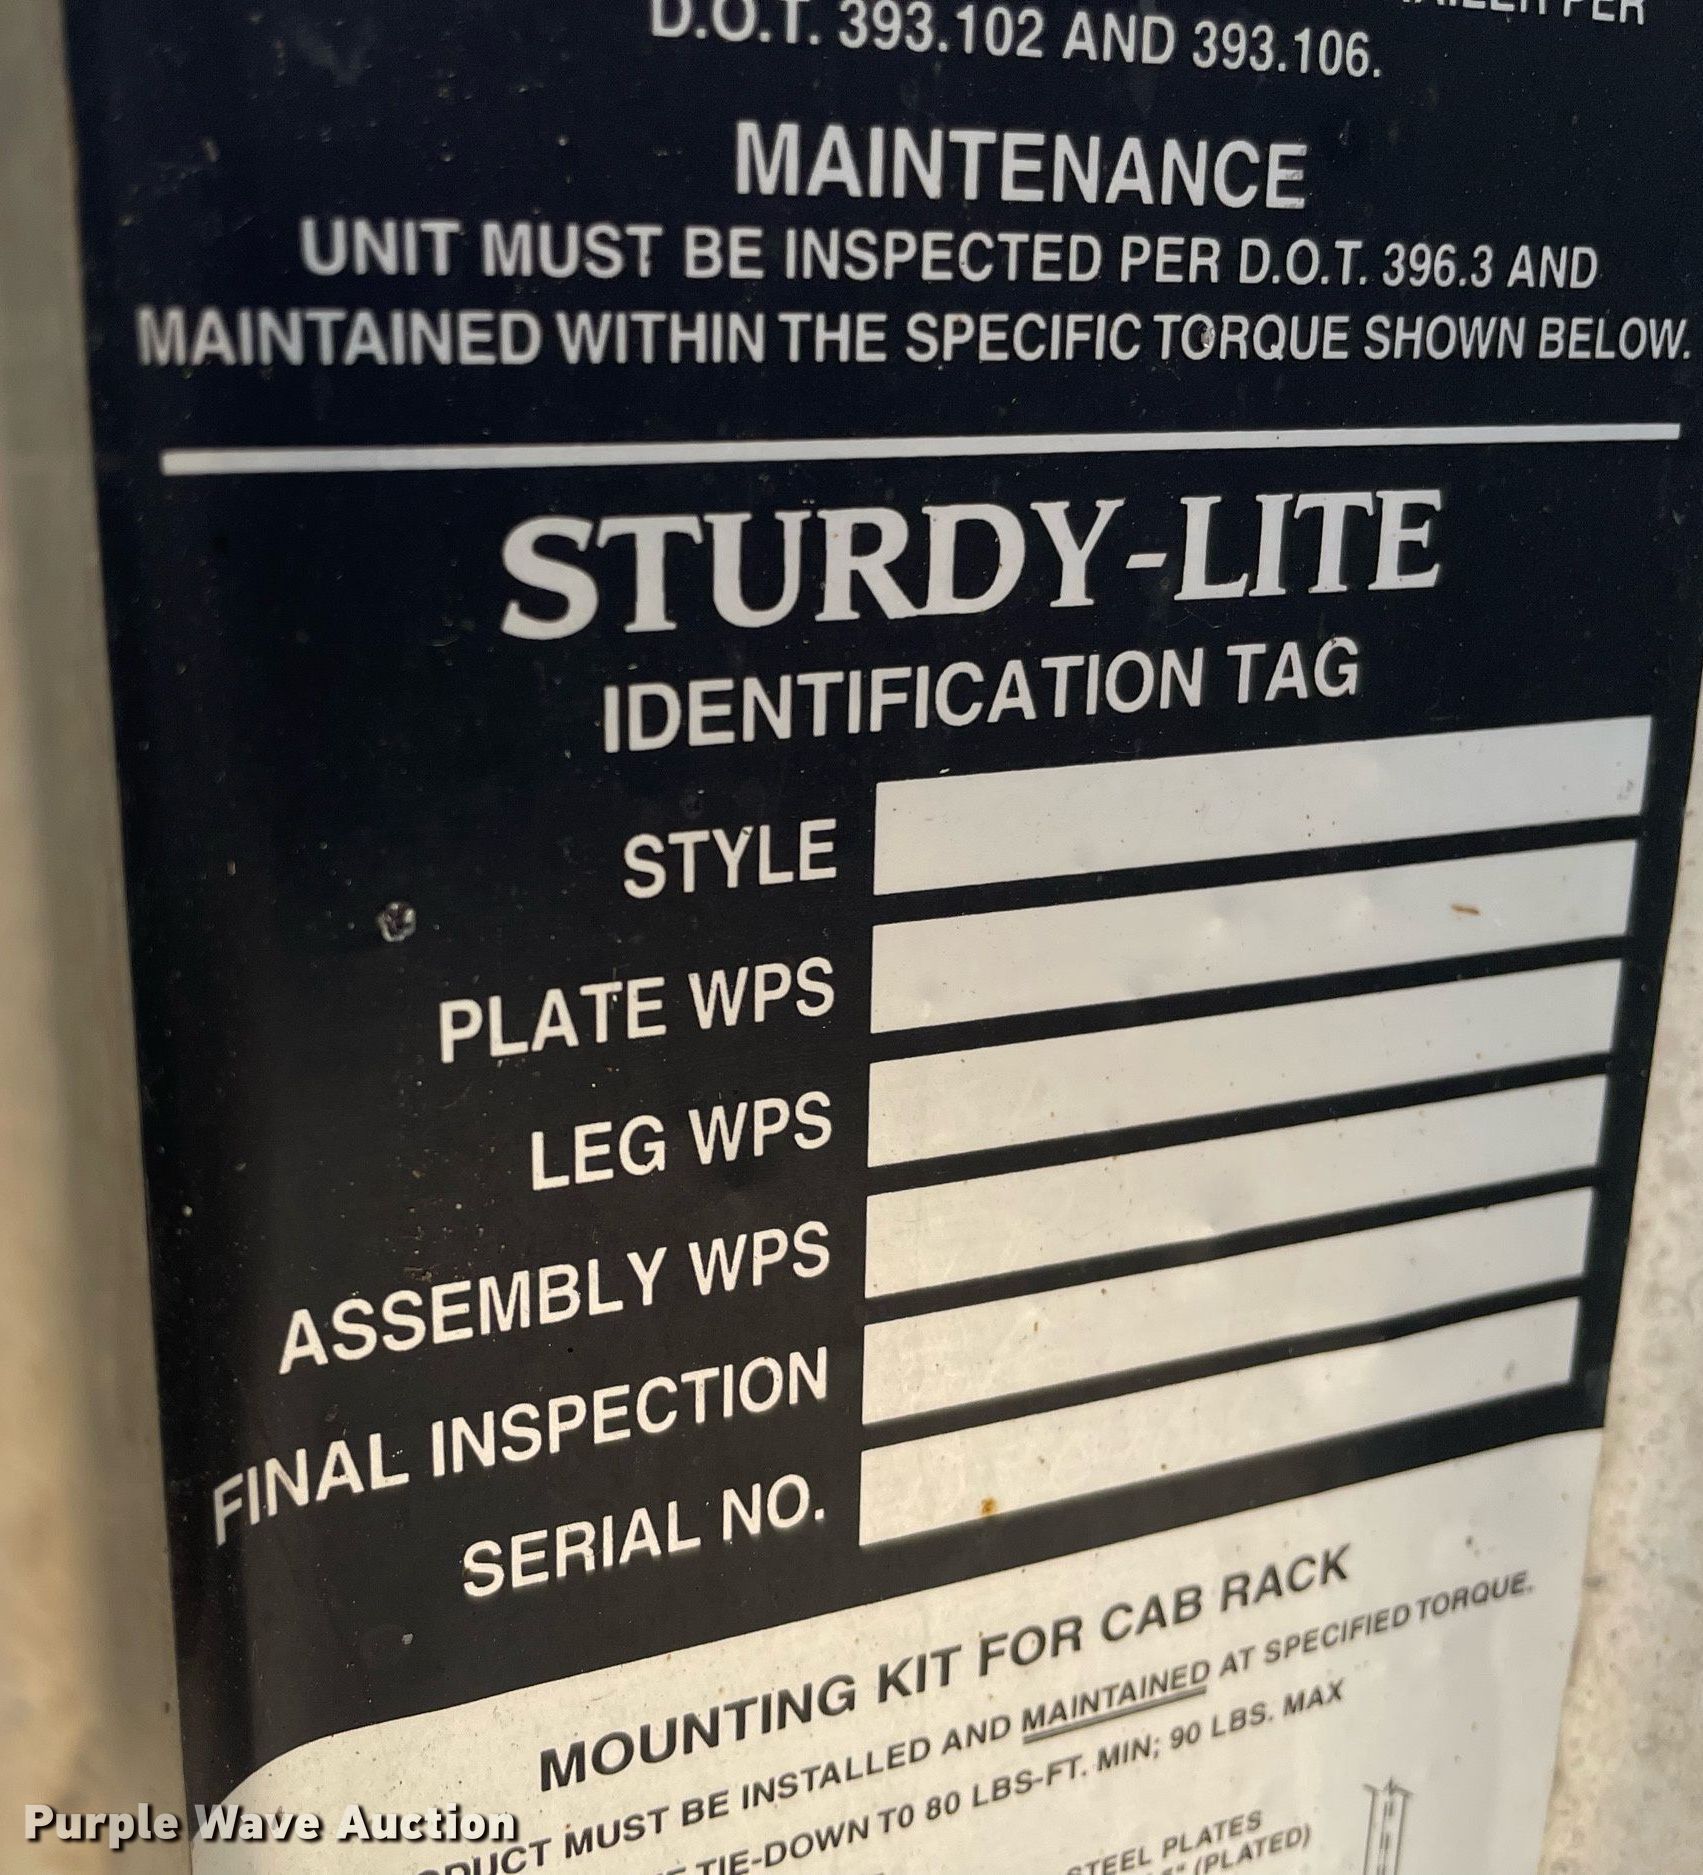 PER
D.O.T. 393.102 AND 393.106.
MAINTENANCE
UNIT MUST BE INSPECTED PER D.O.T. 396.3 AND
MAINTAINED WITHIN THE SPECIFIC TORQUE SHOWN BELOW.
STURDY-LITE
IDENTIFICATION TAG
STYLE
PLATE WPS
LEG WPS
ASSEMBLY WPS
FINAL INSPECTION
SERIAL NO.
MOUNTING KIT FOR CAB RACK
MUST BE INSTALLED AND MAINTAINED AT SPECIFIED TORQUE.
TIE-DOWN TO 80 LBS-FT. MIN; 90 LBS. MAX
STEEL PLATES
(PLATED)
Purple Wave Auction